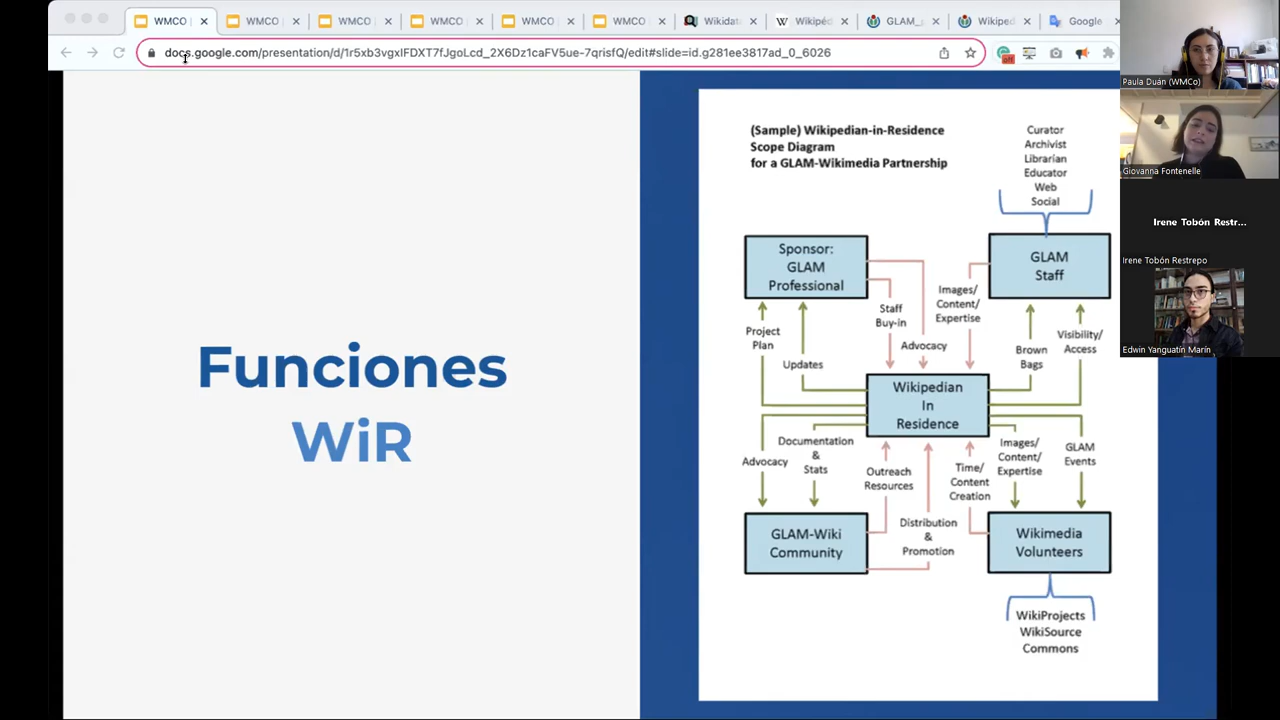 WMCO
WMCO
WMCO
WMCO
WMCO
WMCO
Wikidat
Wikipéd
GLAM_
Wikiped
Google
docs.google.com/presentation/d/1r5xb3vgxIFDXT7fJgoLcd_2X6Dz1caFV5ue-7qrisfQ/edit#slide=id.g281ee3817ad_0_6026
off
Paula Duán (WMCo)
Giovanna Fontenelle
Irene Tobón Restr...
Irene Tobón Restrepo
Edwin Yanguatín Marín
Funciones
WiR
(Sample) Wikipedian-in-Residence
Scope Diagram
for a GLAM-Wikimedia Partnership
Curator
Archivist
Librarian
Educator
Web
Social
Sponsor:
GLAM
Professional
GLAM
Staff
Project
Plan
Updates
Staff
Buy-in
Advocacy
Images/
Content/
Expertise
Brown
Bags
Visibility/
Access
Wikipedian
In
Residence
Advocacy
Documentation
&
Stats
Outreach
Resources
Distribution
&
Promotion
Time/
Content
Creation
Images/
Content/
Expertise
GLAM
Events
GLAM-Wiki
Community
Wikimedia
Volunteers
WikiProjects
WikiSource
Commons